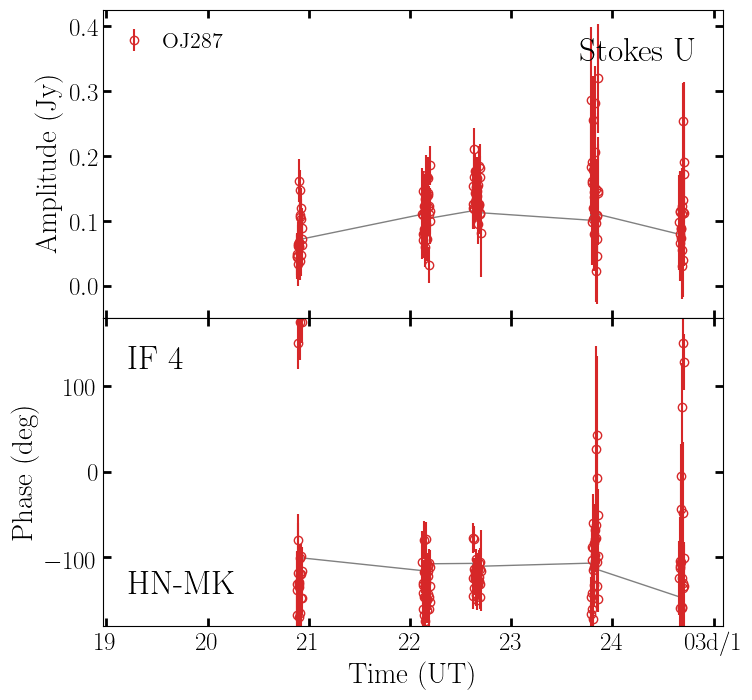 0.4
0.3
0.2
0.1
0.0
Amplitude (Jy)
OJ287
Stokes U
100
0
−100
Phase (deg)
IF 4
HN-MK
19 20 21 22 23 24 03d/1
Time (UT)